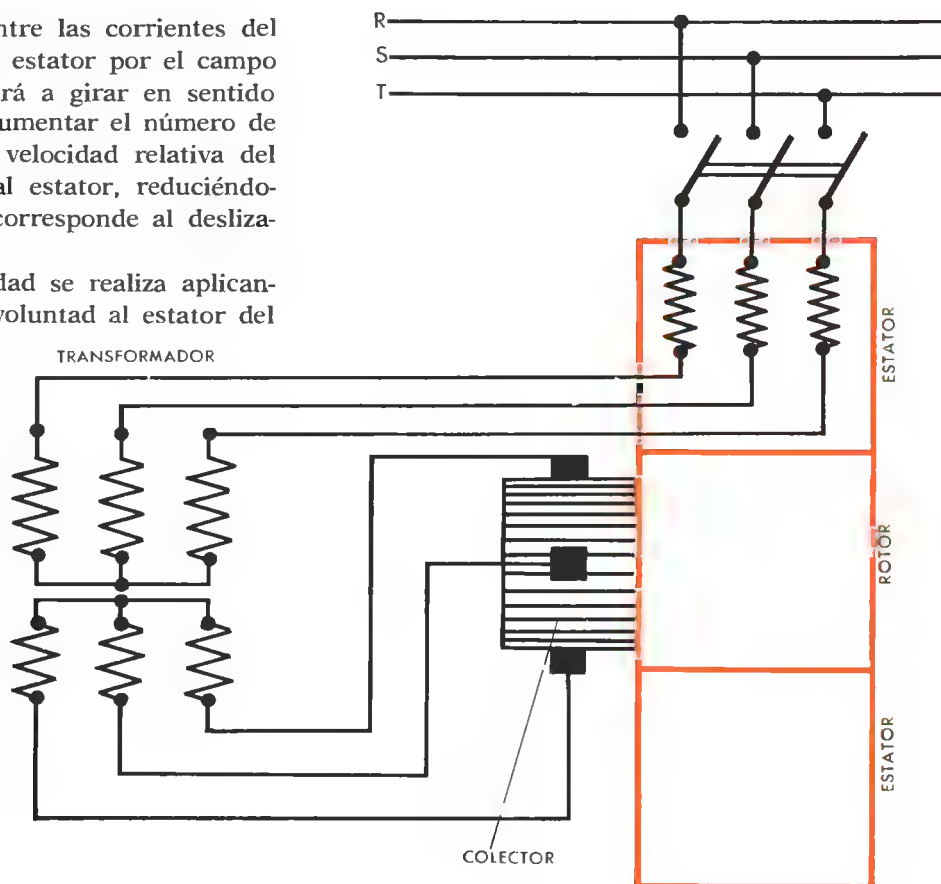 ntre las corrientes del
estator por el campo
rá a girar en sentido
umentar el número de
velocidad relativa del
al estator, reduciéndo-
corresponde al desliza-
dad se realiza aplican-
voluntad al estator del
R
S
T
TRANSFORMADOR
ESTATOR
ROTOR
ESTATOR
COLECTOR